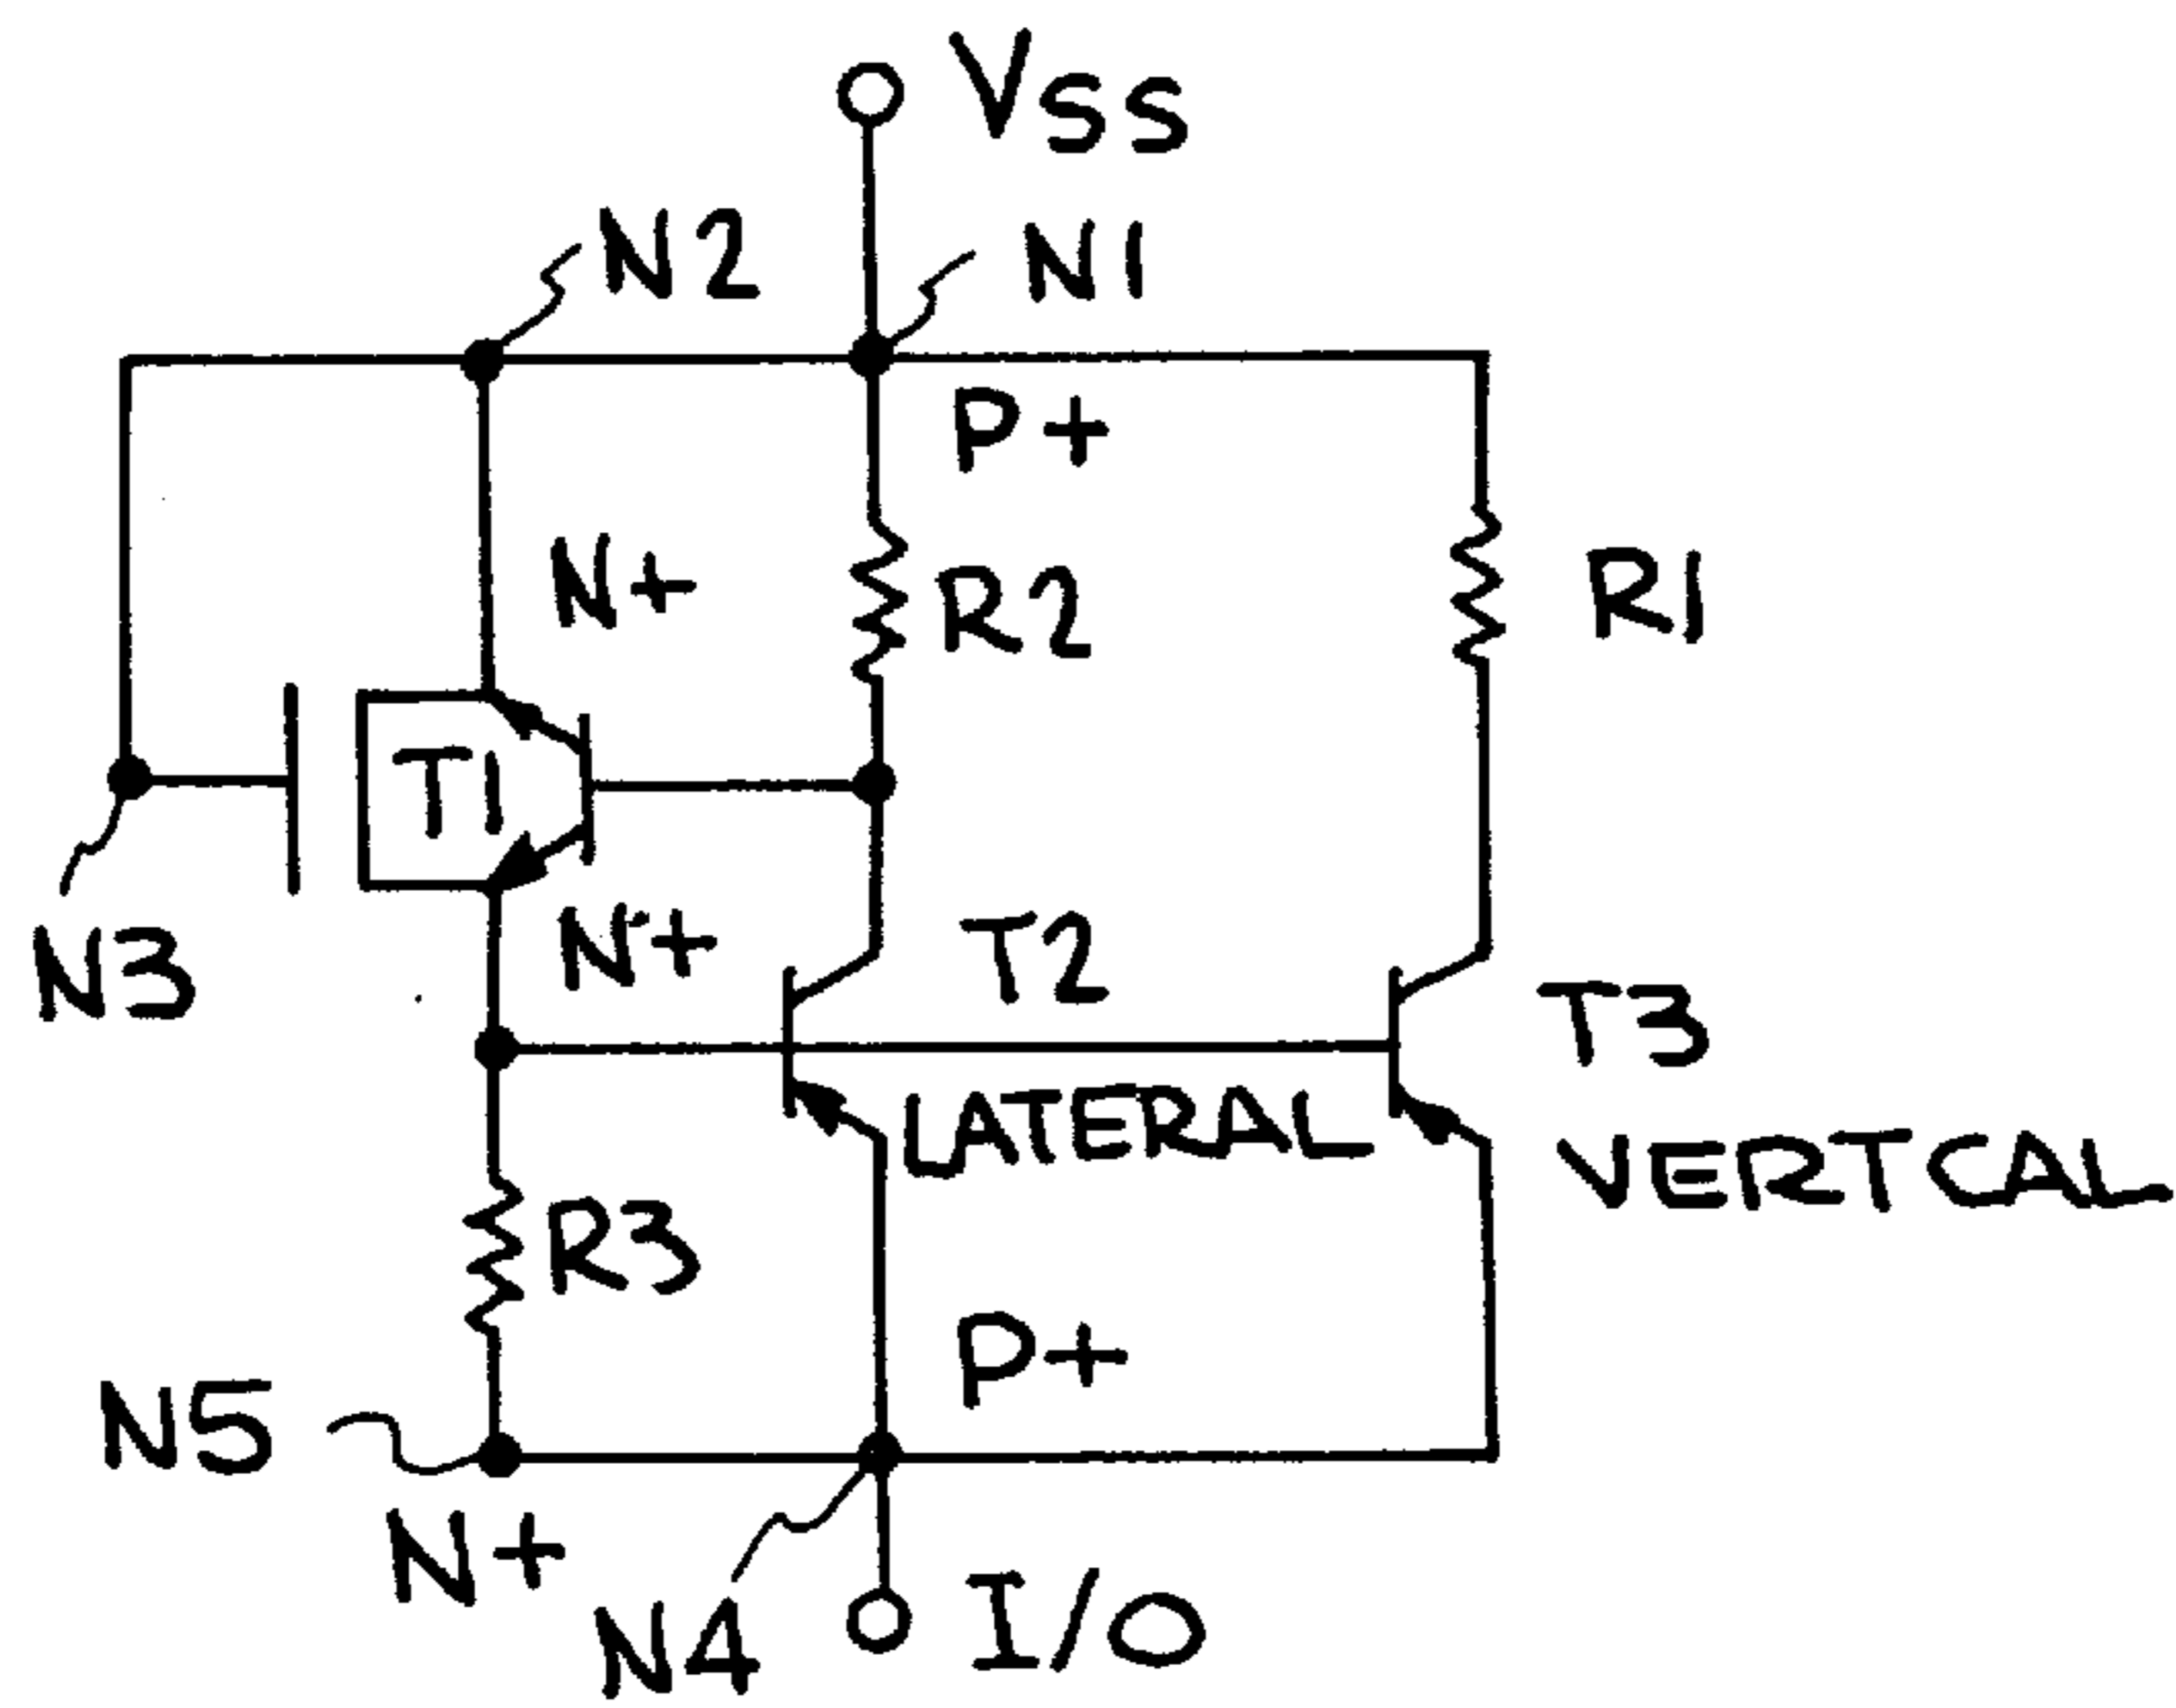 VSS
N2
N1
P+
N+
R2
R1
T1
N+
N3
T2
T3
LATERAL
VERTCAL
R3
P+
N5
N+
N4
I/O